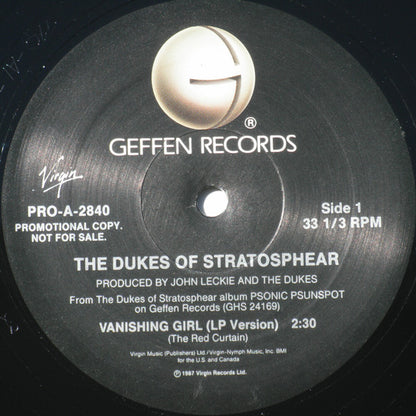 ®
GEFFEN RECORDS
Virgin
PRO-A-2840
PROMOTIONAL COPY.
NOT FOR SALE.
Side 1
33 1/3 RPM
THE DUKES OF STRATOSPHEAR
PRODUCED BY JOHN LECKIE AND THE DUKES
From The Dukes of Stratosphear album PSONIC PSUNSPOT
on Geffen Records (GHS 24169)
VANISHING GIRL (LP Version) 2:30
(The Red Curtain)
Virgin Music (Publishers) Ltd./Virgin-Nymph Music, Inc. BMI
for the U.S. and Canada
℗ 1987 Virgin Records Ltd.